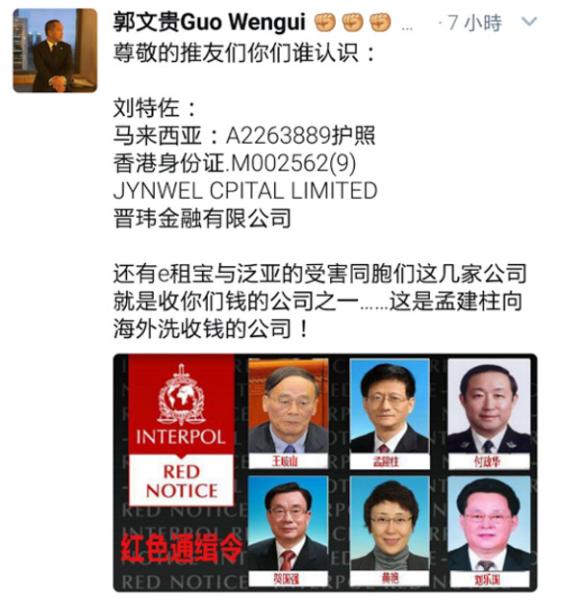 郭文贵Guo Wengui ✊✊✊ ... ·7 小時
尊敬的推友们你们谁认识：
刘特佐：
马来西亚：A2263889护照
香港身份证.M002562(9)
JYNWEL CPITAL LIMITED
晋玮金融有限公司
还有e租宝与泛亚的受害同胞们这几家公司
就是收你们钱的公司之一……这是孟建柱向
海外洗收钱的公司！
INTERPOL
RED
NOTICE
红色通缉令
王岐山
孟建柱
付政华
贺国强
黄艳
刘乐国
RED NOTICE